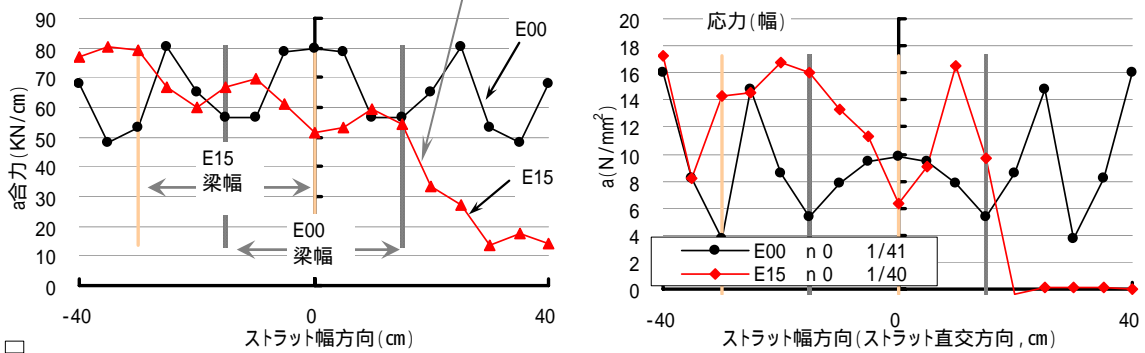 a合力(KN/cm)
90
80
70
60
50
40
30
20
10
0
E00
E15
梁幅
E15
E00
梁幅
-40
0
40
ストラット幅方向(cm)
応力(幅)
a(N/mm²)
20
18
16
14
12
10
8
6
4
2
0
E00 n 0 1/41
E15 n 0 1/40
-40
0
40
ストラット幅方向(ストラット直交方向,cm)